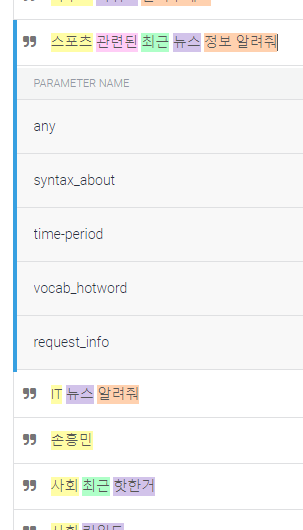 스포츠 관련된 최근 뉴스 정보 알려줘
PARAMETER NAME
any
syntax_about
time-period
vocab_hotword
request_info
IT 뉴스 알려줘
손흥민
사회 최근 핫한거
사회